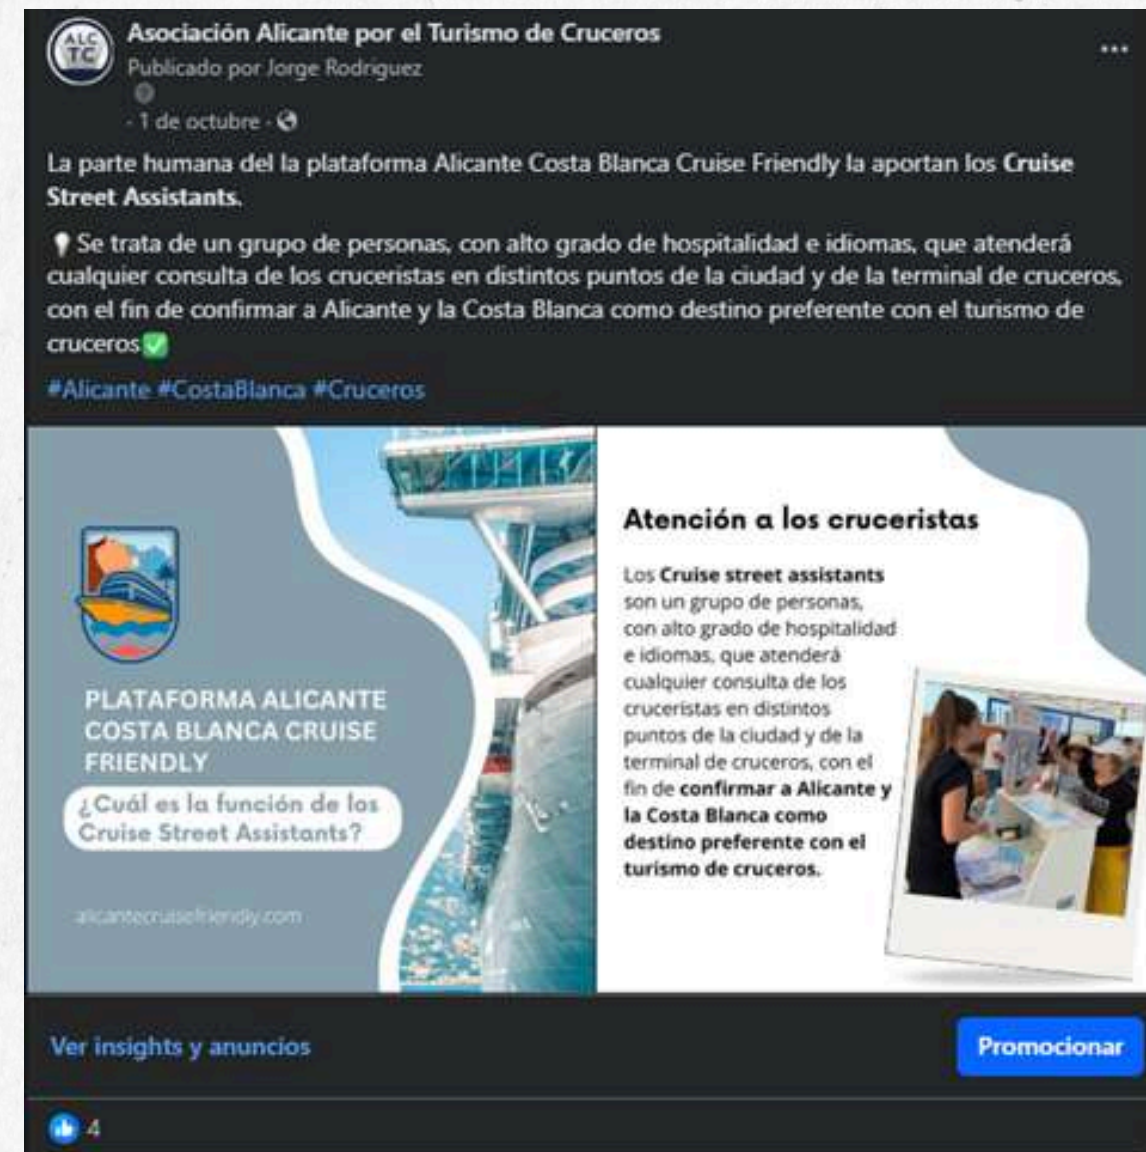 ALC
TC
Asociación Alicante por el Turismo de Cruceros
Publicado por Jorge Rodriguez
· 1 de octubre ·
La parte humana del la plataforma Alicante Costa Blanca Cruise Friendly la aportan los Cruise
Street Assistants.
Se trata de un grupo de personas, con alto grado de hospitalidad e idiomas, que atenderá
cualquier consulta de los cruceristas en distintos puntos de la ciudad y de la terminal de cruceros,
con el fin de confirmar a Alicante y la Costa Blanca como destino preferente con el turismo de
cruceros✅
#Alicante #CostaBlanca #Cruceros
PLATAFORMA ALICANTE
COSTA BLANCA CRUISE
FRIENDLY
¿Cuál es la función de los
Cruise Street Assistants?
alicantecruisefriendly.com
Atención a los cruceristas
Los Cruise street assistants
son un grupo de personas,
con alto grado de hospitalidad
e idiomas, que atenderá
cualquier consulta de los
cruceristas en distintos
puntos de la ciudad y de la
terminal de cruceros, con el
fin de confirmar a Alicante y
la Costa Blanca como
destino preferente con el
turismo de cruceros.
Ver insights y anuncios
Promocionar
4